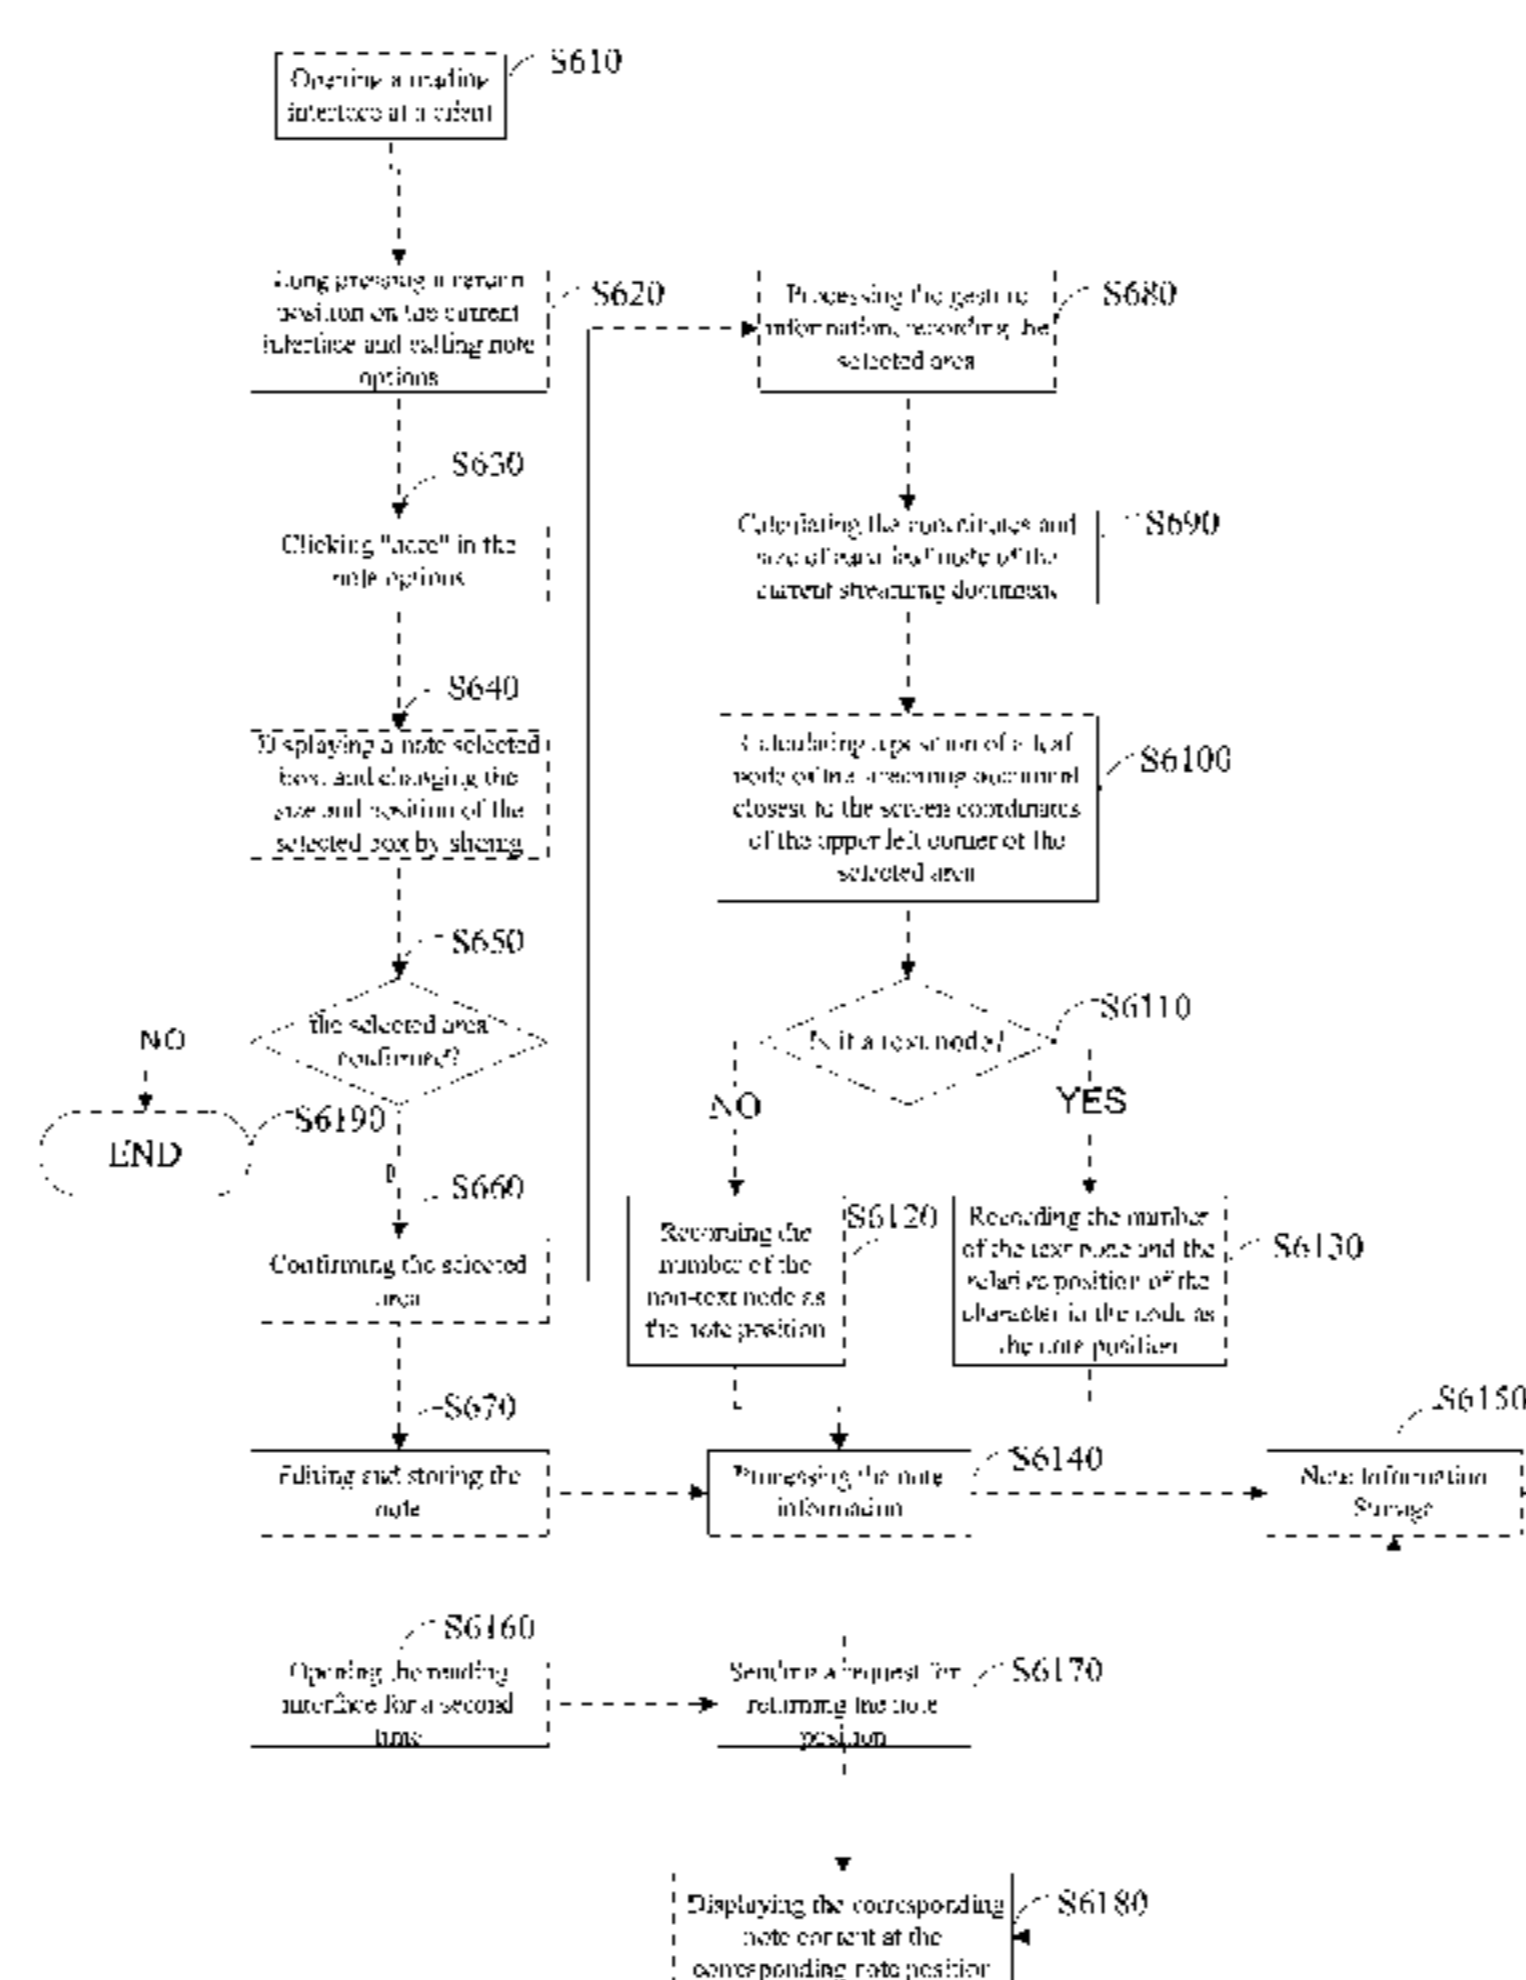 S610
Opening a reading
interface at a client
Long pressing a certain
position on the current
interface and calling note
options
S620
S630
Clicking "note" in the
note options
S640
Displaying a note selected
box, and changing the
size and position of the
selected box by sliding
S650
the selected area
confirmed?
NO
S6190
END
S660
Confirming the selected
area
S670
Editing and storing the
note
Processing the gesture
information, recording the
selected area
S680
Calculating the coordinates and
size of each leaf node of the
current streaming document
S690
Calculating a position of a leaf
node of the streaming document
closest to the screen coordinates
of the upper left corner of the
selected area
S6100
Is it a text node?
S6110
NO
YES
Recording the
number of the
non-text node as
the note position
S6120
Recording the number
of the text node and the
relative position of the
character in the node as
the note position
S6130
Processing the note
information
S6140
S6150
Note Information
Storage
S6160
Opening the reading
interface for a second
time
Sending a request for
returning the note
position
S6170
Displaying the corresponding
note content at the
corresponding note position
S6180